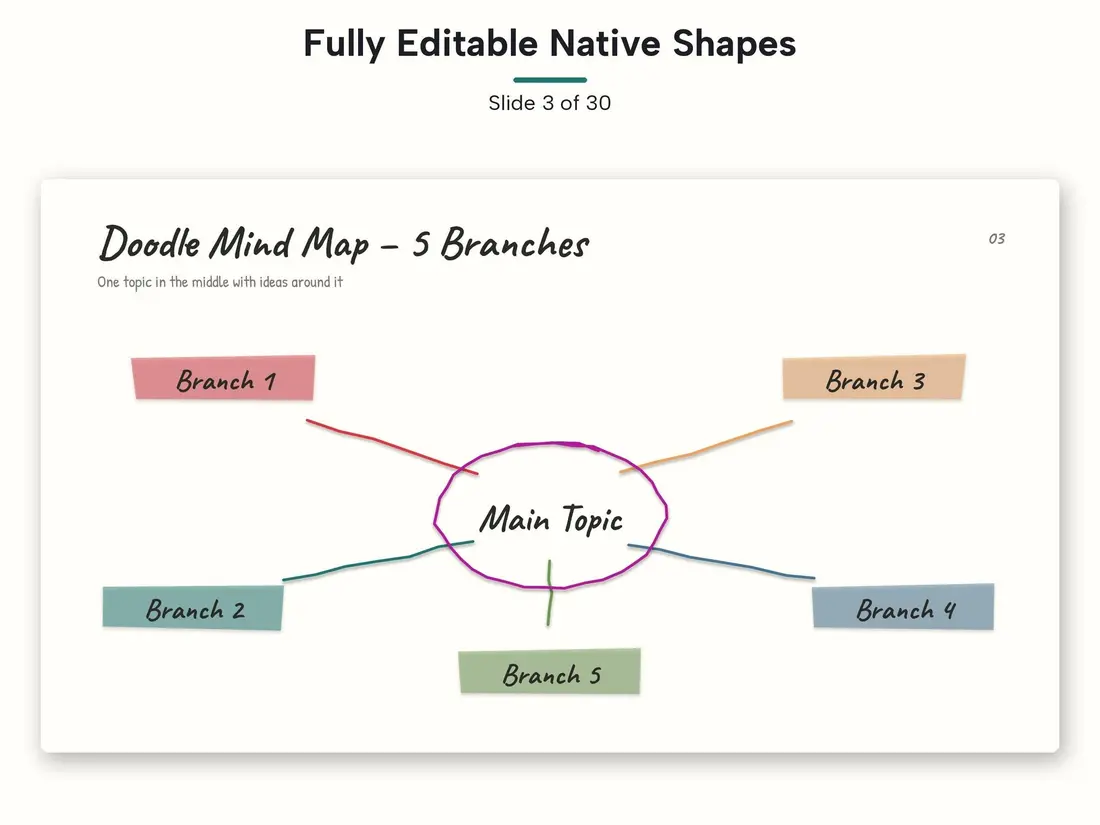 Fully Editable Native Shapes
Slide 3 of 30
Doodle Mind Map – 5 Branches
03
One topic in the middle with ideas around it
Branch 1
Branch 3
Main Topic
Branch 2
Branch 4
Branch 5